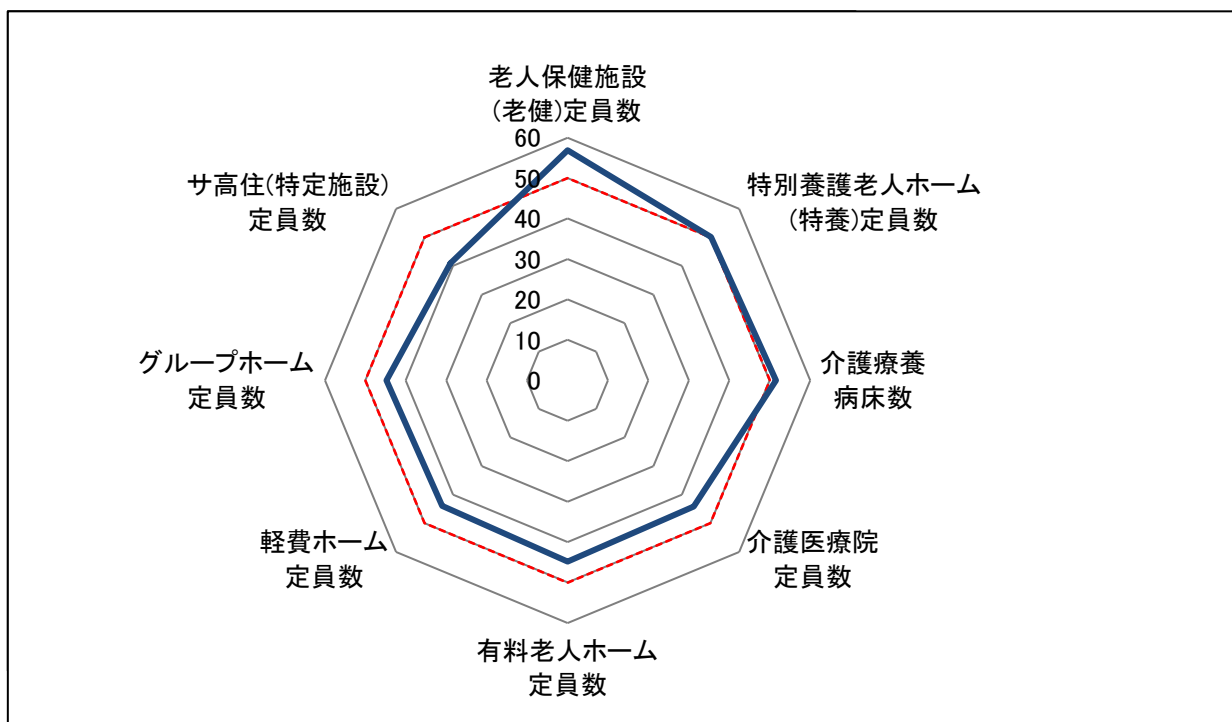 老人保健施設
(老健)定員数
特別養護老人ホーム
(特養)定員数
介護療養
病床数
介護医療院
定員数
有料老人ホーム
定員数
軽費ホーム
定員数
グループホーム
定員数
サ高住(特定施設)
定員数
60
50
40
30
20
10
0